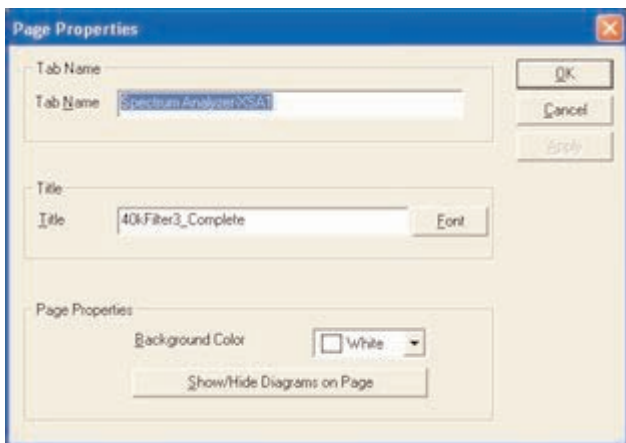 Page Properties
Tab Name
Tab Name Spectrum Analyzer-XSA1
OK
Cancel
Apply
Title
Title 40kFilter3_Complete Font
Page Properties
Background Color White
Show/Hide Diagrams on Page